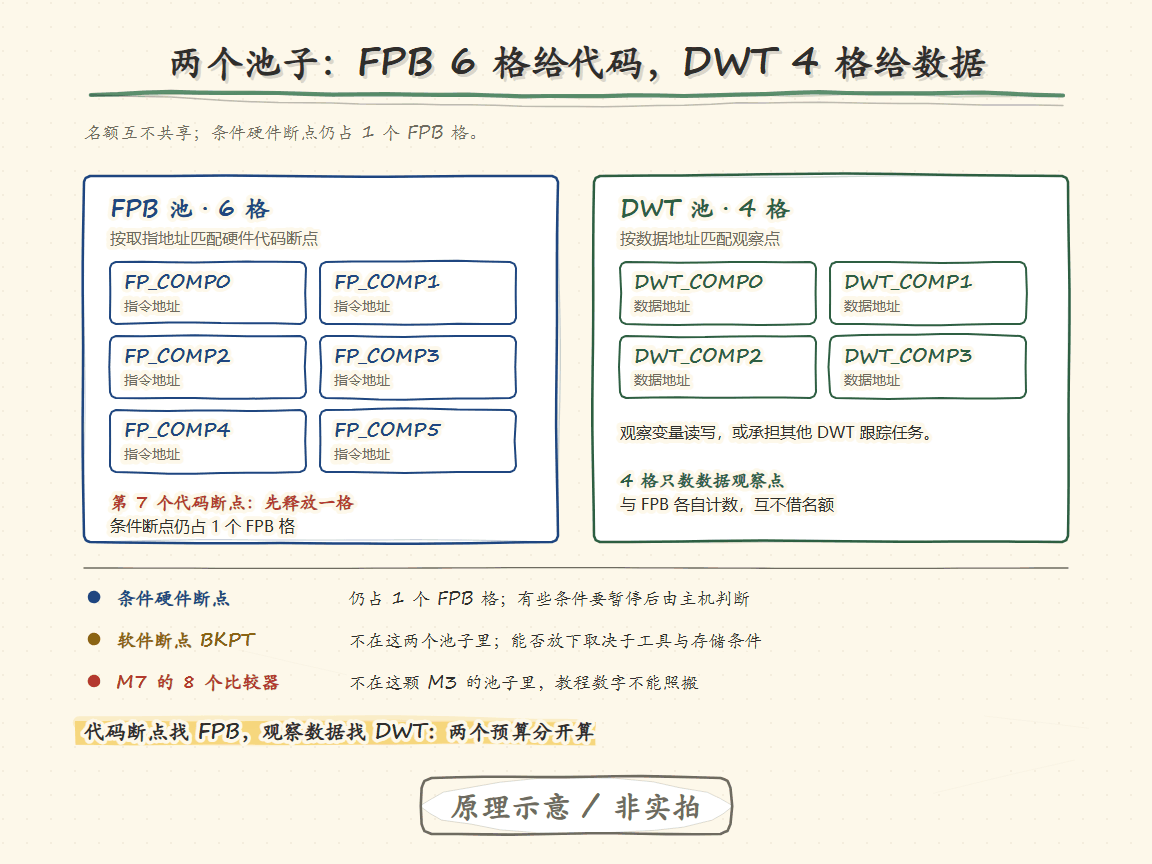 两个池子：FPB 6 格给代码，DWT 4 格给数据
名额互不共享；条件硬件断点仍占 1 个 FPB 格。
FPB 池 · 6 格
按取指地址匹配硬件代码断点
FP_COMP0
指令地址
FP_COMP1
指令地址
FP_COMP2
指令地址
FP_COMP3
指令地址
FP_COMP4
指令地址
FP_COMP5
指令地址
第 7 个代码断点：先释放一格
条件断点仍占 1 个 FPB 格
DWT 池 · 4 格
按数据地址匹配观察点
DWT_COMP0
数据地址
DWT_COMP1
数据地址
DWT_COMP2
数据地址
DWT_COMP3
数据地址
观察变量读写，或承担其他 DWT 跟踪任务。
4 格只数数据观察点
与 FPB 各自计数，互不借名额
条件硬件断点 仍占 1 个 FPB 格；有些条件要暂停后由主机判断
软件断点 BKPT 不在这两个池子里；能否放下取决于工具与存储条件
M7 的 8 个比较器 不在这颗 M3 的池子里，教程数字不能照搬
代码断点找 FPB，观察数据找 DWT：两个预算分开算
原理示意 / 非实拍